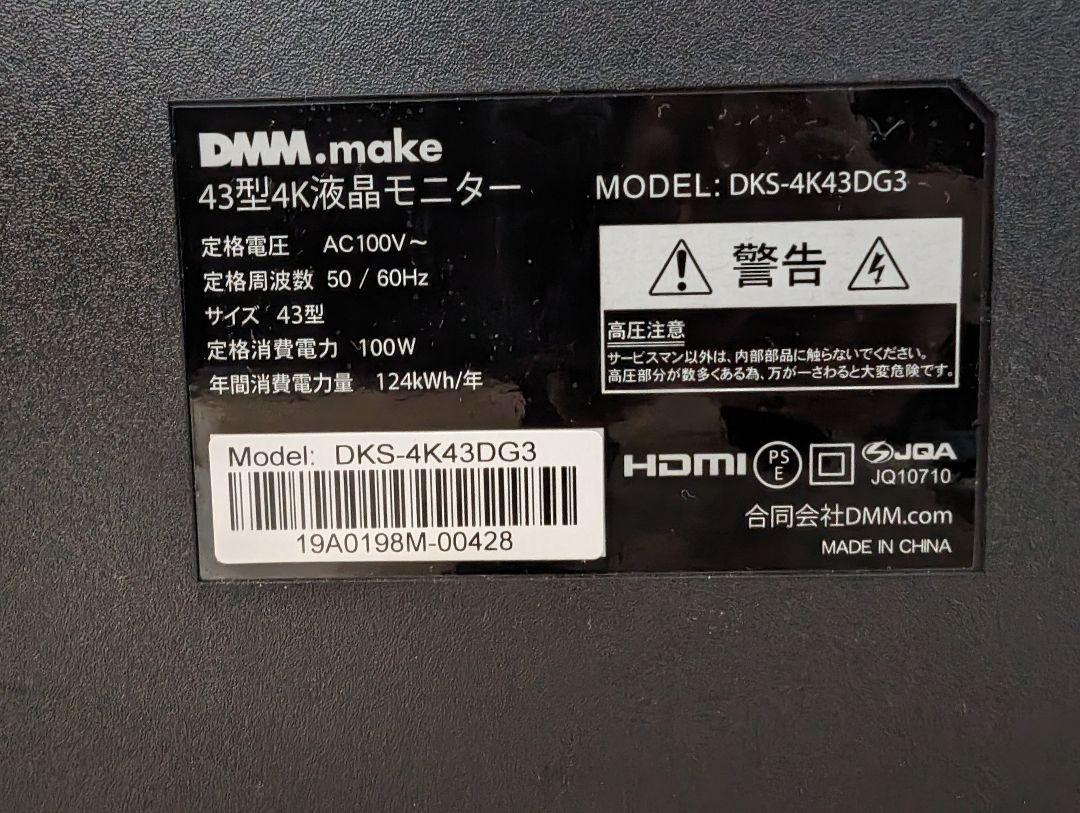 DMM.make
43型4K液晶モニター
定格電圧 AC100V～
定格周波数 50 / 60Hz
サイズ 43型
定格消費電力 100W
年間消費電力量 124kWh/年
Model: DKS-4K43DG3
19A0198M-00428
MODEL: DKS-4K43DG3
警告
高圧注意
サービスマン以外は、内部部品に触らないでください。
高圧部分が数多くある為、万が一さわると大変危険です。
HDMI PSE JQA
JQ10710
合同会社DMM.com
MADE IN CHINA